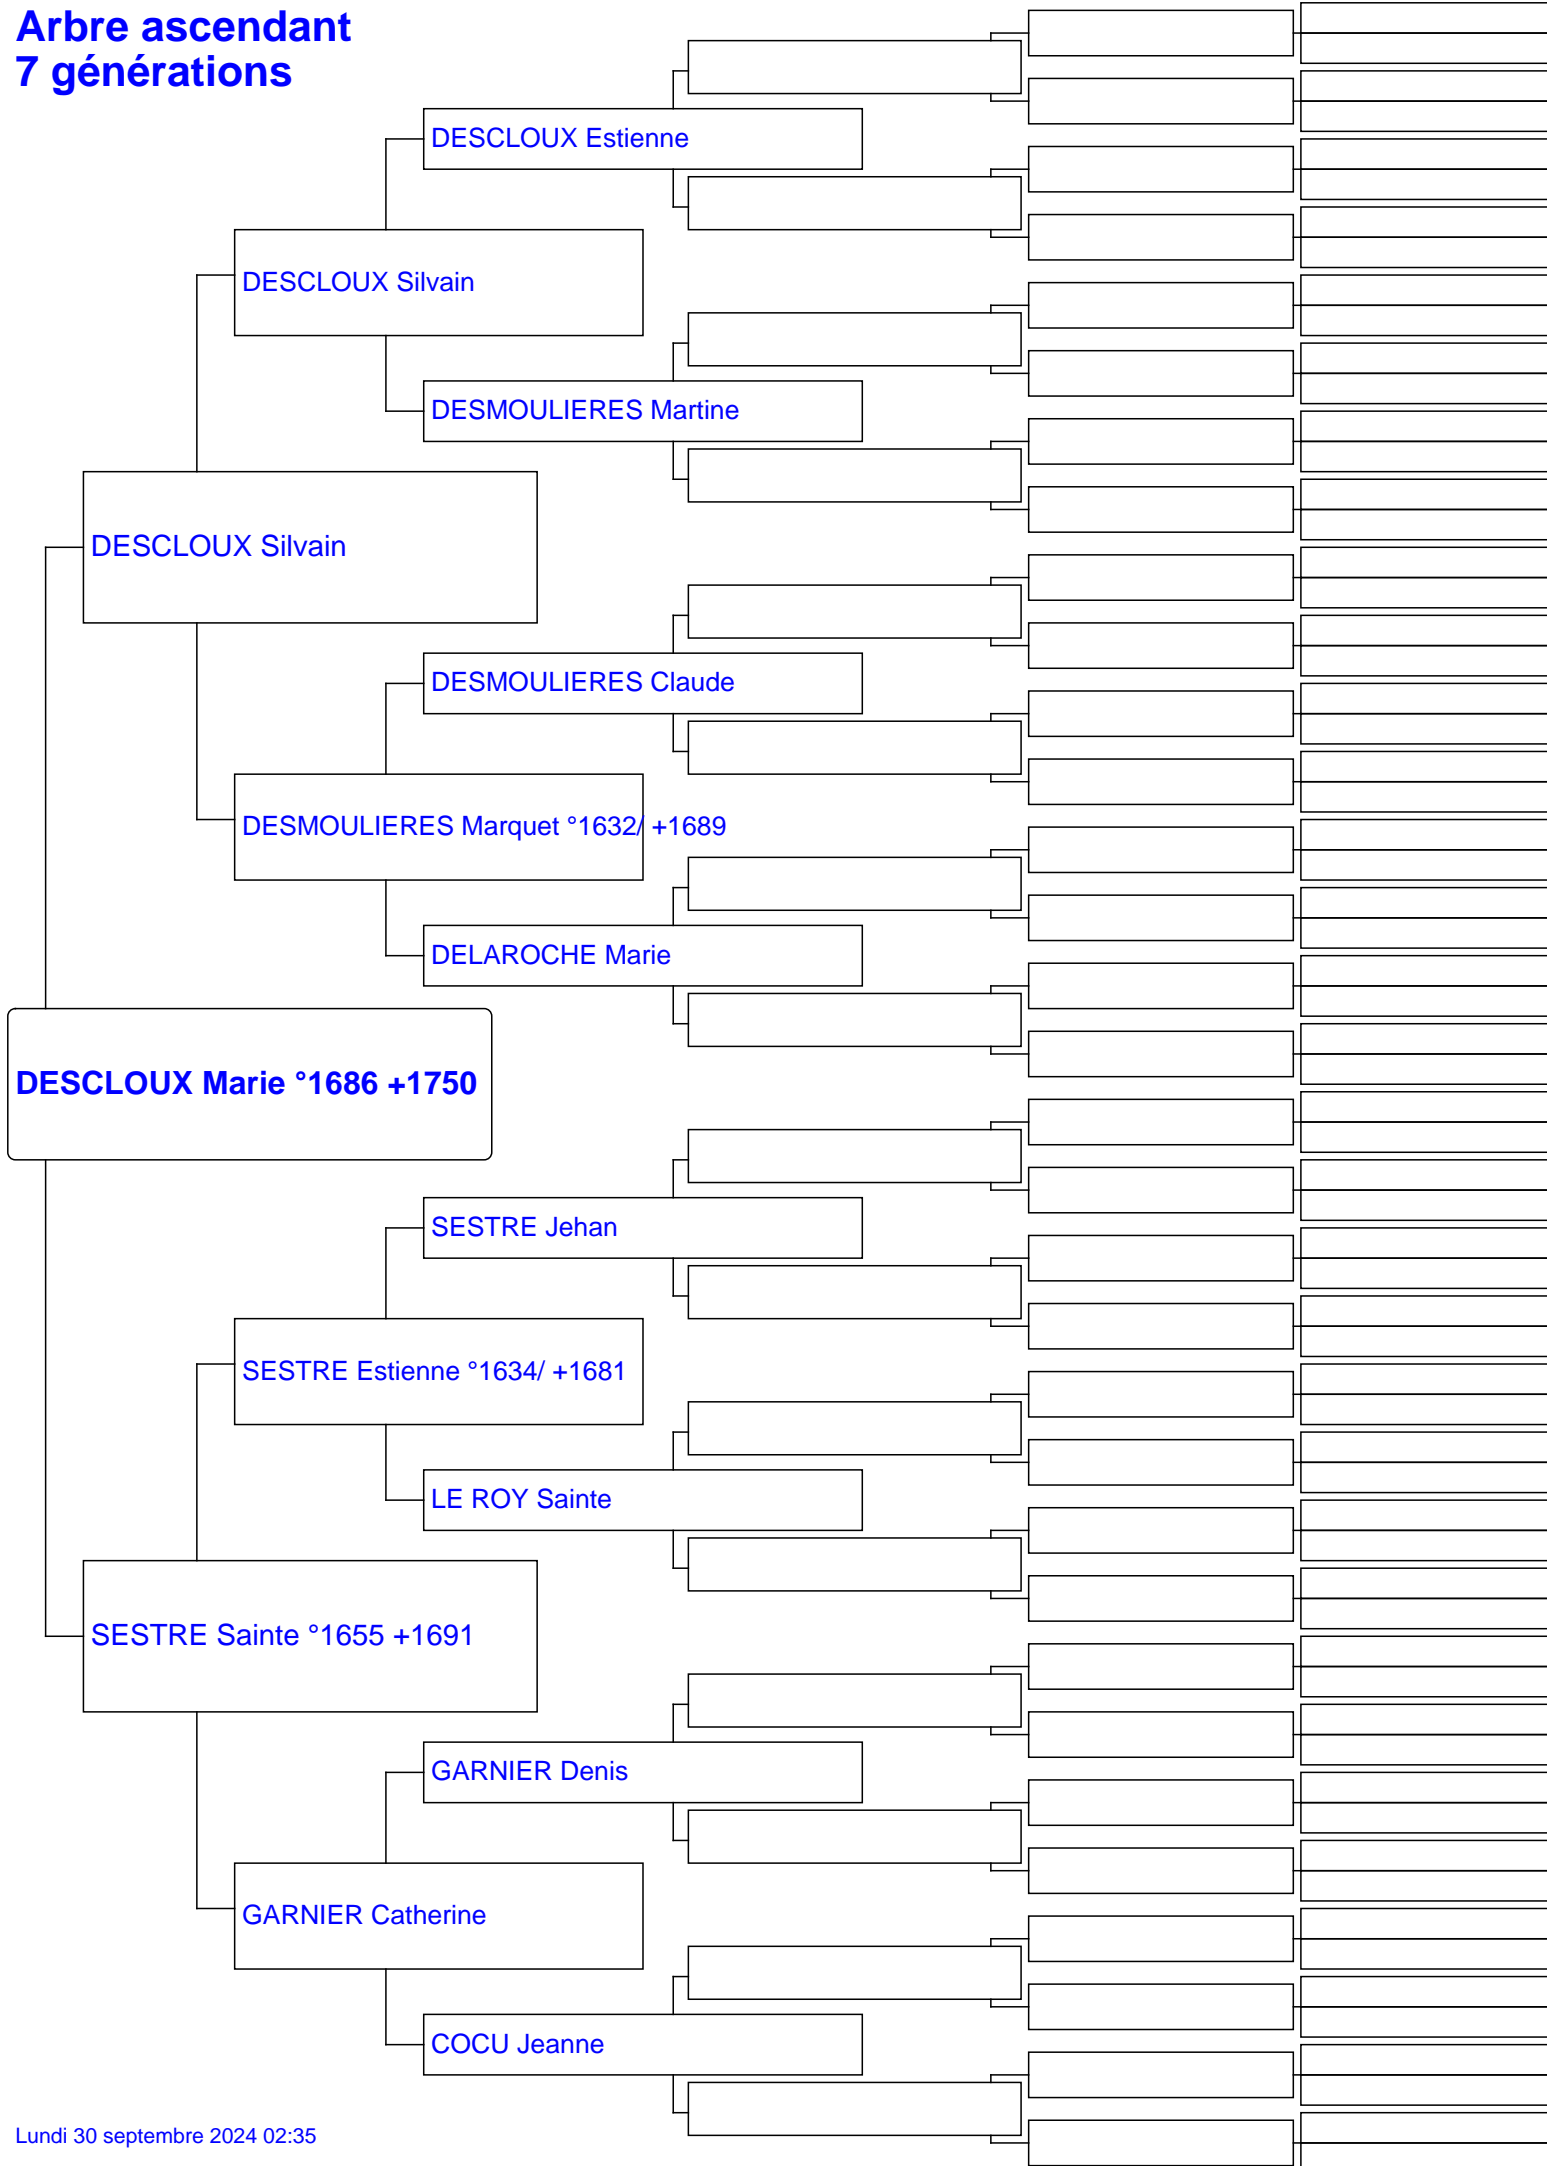 Arbre ascendant
7 générations
DESCLOUX Estienne
DESCLOUX Silvain
DESMOULIERES Martine
DESCLOUX Silvain
DESMOULIERES Claude
DESMOULIERES Marquet °1632/ +1689
DELAROCHE Marie
DESCLOUX Marie °1686 +1750
SESTRE Jehan
SESTRE Estienne °1634/ +1681
LE ROY Sainte
SESTRE Sainte °1655 +1691
GARNIER Denis
GARNIER Catherine
COCU Jeanne
Lundi 30 septembre 2024 02:35